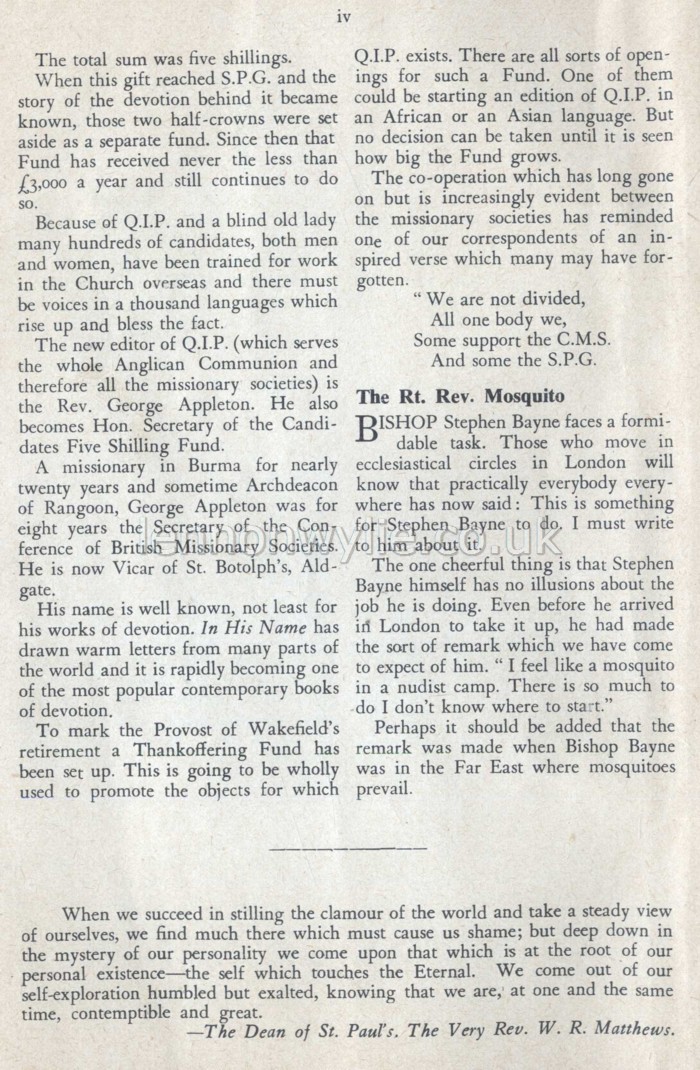 iv
The total sum was five shillings.
When this gift reached S.P.G. and the
story of the devotion behind it became
known, those two half-crowns were set
aside as a separate fund. Since then that
Fund has received never the less than
£3,000 a year and still continues to do
so.
Because of Q.I.P. and a blind old lady
many hundreds of candidates, both men
and women, have been trained for work
in the Church overseas and there must
be voices in a thousand languages which
rise up and bless the fact.
The new editor of Q.I.P. (which serves
the whole Anglican Communion and
therefore all the missionary societies) is
the Rev. George Appleton. He also
becomes Hon. Secretary of the Candi-
dates Five Shilling Fund.
A missionary in Burma for nearly
twenty years and sometime Archdeacon
of Rangoon, George Appleton was for
eight years the Secretary of the Con-
ference of British Missionary Societies.
He is now Vicar of St. Botolph's, Ald-
gate.
His name is well known, not least for
his works of devotion. In His Name has
drawn warm letters from many parts of
the world and it is rapidly becoming one
of the most popular contemporary books
of devotion.
To mark the Provost of Wakefield's
retirement a Thankoffering Fund has
been set up. This is going to be wholly
used to promote the objects for which
Q.I.P. exists. There are all sorts of open-
ings for such a Fund. One of them
could be starting an edition of Q.I.P. in
an African or an Asian language. But
no decision can be taken until it is seen
how big the Fund grows.
The co-operation which has long gone
on but is increasingly evident between
the missionary societies has reminded
one of our correspondents of an in-
spired verse which many may have for-
gotten.
" We are not divided,
All one body we,
Some support the C.M.S.
And some the S.P.G.
The Rt. Rev. Mosquito
BISHOP Stephen Bayne faces a formi-
dable task. Those who move in
ecclesiastical circles in London will
know that practically everybody every-
where has now said : This is something
for Stephen Bayne to do. I must write
to him about it.
The one cheerful thing is that Stephen
Bayne himself has no illusions about the
job he is doing. Even before he arrived
in London to take it up, he had made
the sort of remark which we have come
to expect of him. " I feel like a mosquito
in a nudist camp. There is so much to
do I don't know where to start."
Perhaps it should be added that the
remark was made when Bishop Bayne
was in the Far East where mosquitoes
prevail.
lennonwylie.co.uk
When we succeed in stilling the clamour of the world and take a steady view
of ourselves, we find much there which must cause us shame; but deep down in
the mystery of our personality we come upon that which is at the root of our
personal existence—the self which touches the Eternal. We come out of our
self-exploration humbled but exalted, knowing that we are, at one and the same
time, contemptible and great.
—The Dean of St. Paul's. The Very Rev. W. R. Matthews.